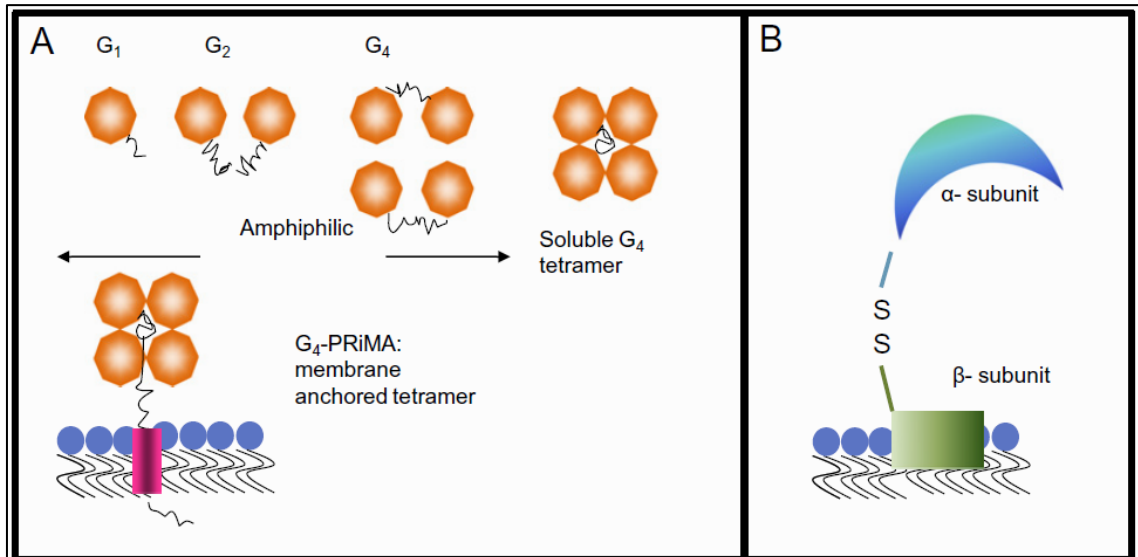 A
G₁
G₂
G₄
Amphiphilic
Soluble G₄
tetramer
G₄-PRiMA:
membrane
anchored tetramer
B
α- subunit
S
S
β- subunit